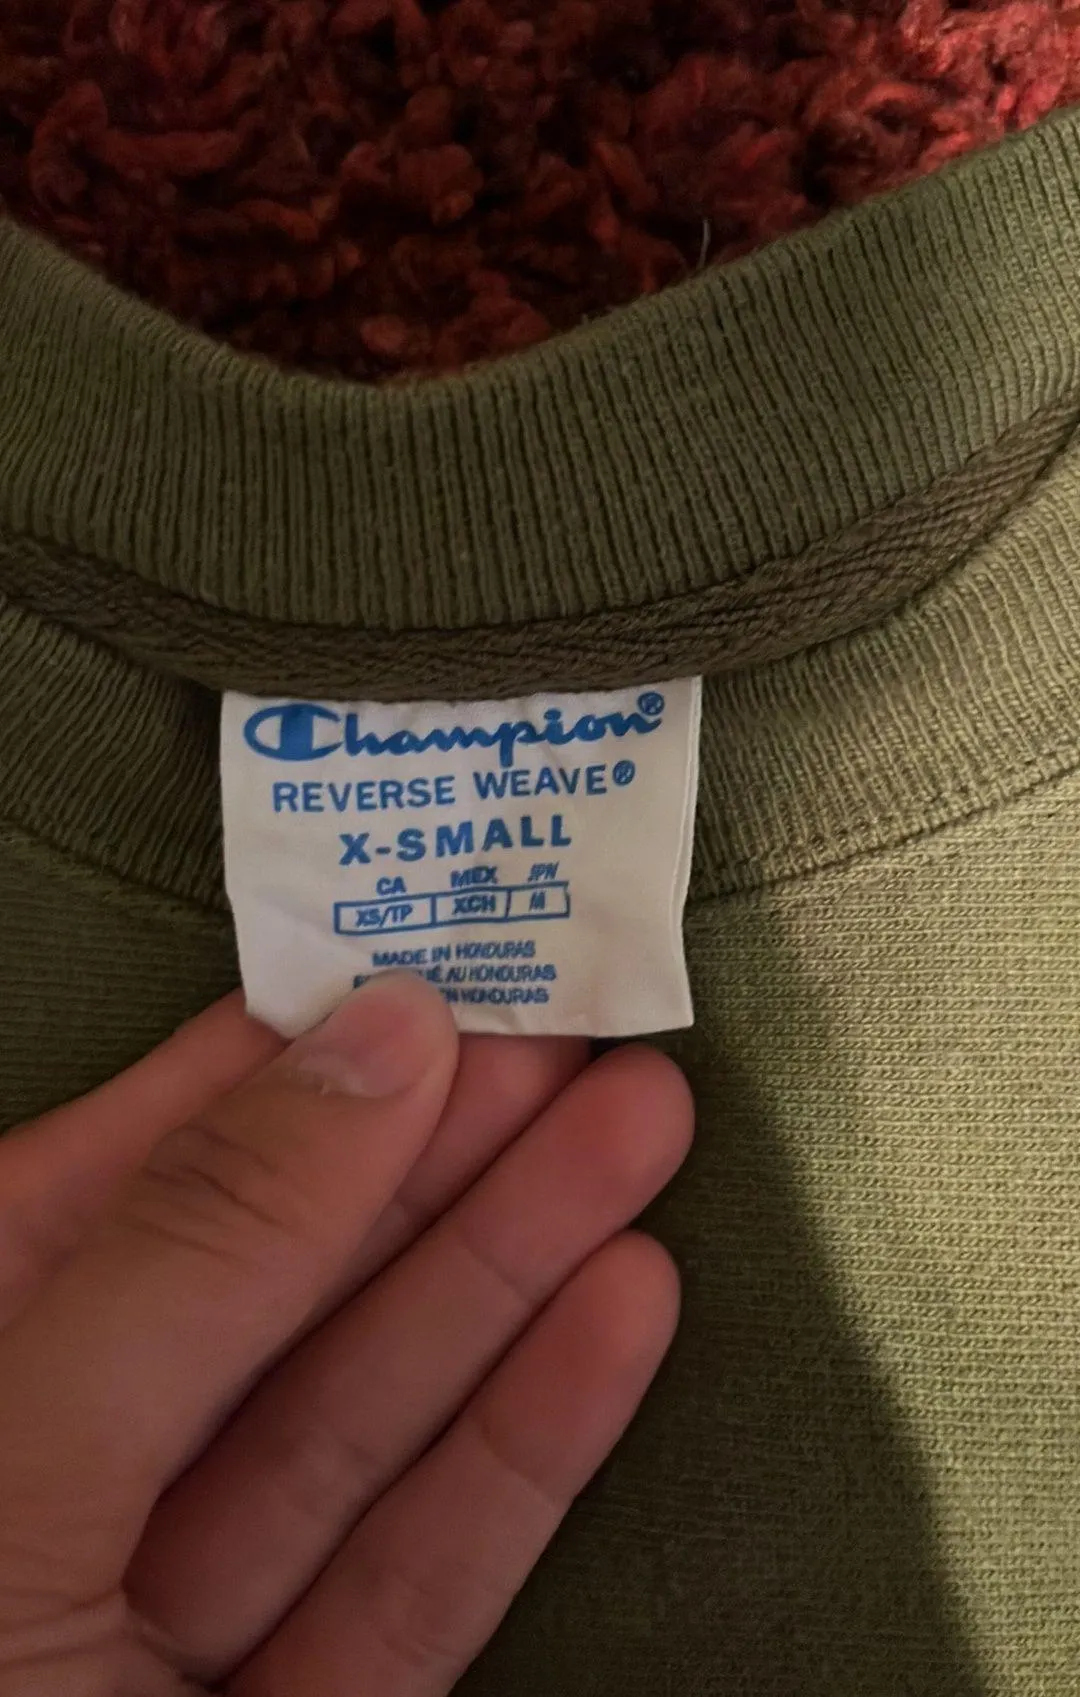 Champion®
REVERSE WEAVE®
X-SMALL
CA MEX JPN
XS/TP XCH M
MADE IN HONDURAS
AU HONDURAS
HONDURAS